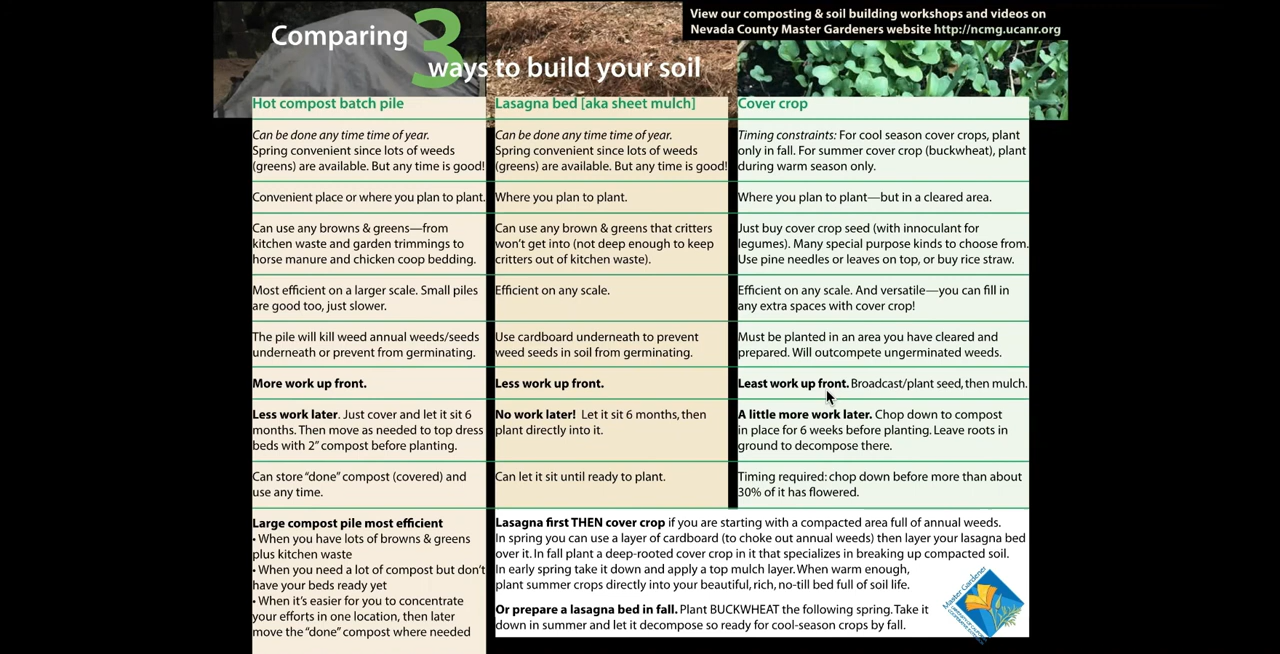 Comparing 3
ways to build your soil
View our composting & soil building workshops and videos on
Nevada County Master Gardeners website http://ncmg.ucanr.org
Hot compost batch pile
Can be done any time time of year.
Spring convenient since lots of weeds
(greens) are available. But any time is good!
Convenient place or where you plan to plant.
Can use any browns & greens—from
kitchen waste and garden trimmings to
horse manure and chicken coop bedding.
Most efficient on a larger scale. Small piles
are good too, just slower.
The pile will kill weed annual weeds/seeds
underneath or prevent from germinating.
More work up front.
Less work later. Just cover and let it sit 6
months. Then move as needed to top dress
beds with 2” compost before planting.
Can store “done” compost (covered) and
use any time.
Large compost pile most efficient
• When you have lots of browns & greens
plus kitchen waste
• When you need a lot of compost but don’t
have your beds ready yet
• When it’s easier for you to concentrate
your efforts in one location, then later
move the “done” compost where needed
Lasagna bed [aka sheet mulch]
Can be done any time time of year.
Spring convenient since lots of weeds
(greens) are available. But any time is good!
Where you plan to plant.
Can use any brown & greens that critters
won’t get into (not deep enough to keep
critters out of kitchen waste).
Efficient on any scale.
Use cardboard underneath to prevent
weed seeds in soil from germinating.
Less work up front.
No work later! Let it sit 6 months, then
plant directly into it.
Can let it sit until ready to plant.
Cover crop
Timing constraints: For cool season cover crops, plant
only in fall. For summer cover crop (buckwheat), plant
during warm season only.
Where you plan to plant—but in a cleared area.
Just buy cover crop seed (with innoculant for
legumes). Many special purpose kinds to choose from.
Use pine needles or leaves on top, or buy rice straw.
Efficient on any scale. And versatile—you can fill in
any extra spaces with cover crop!
Must be planted in an area you have cleared and
prepared. Will outcompete ungerminated weeds.
Least work up front. Broadcast/plant seed, then mulch.
A little more work later. Chop down to compost
in place for 6 weeks before planting. Leave roots in
ground to decompose there.
Timing required: chop down before more than about
30% of it has flowered.
Lasagna first THEN cover crop if you are starting with a compacted area full of annual weeds.
In spring you can use a layer of cardboard (to choke out annual weeds) then layer your lasagna bed
over it. In fall plant a deep-rooted cover crop in it that specializes in breaking up compacted soil.
In early spring take it down and apply a top mulch layer. When warm enough,
plant summer crops directly into your beautiful, rich, no-till bed full of soil life.
Or prepare a lasagna bed in fall. Plant BUCKWHEAT the following spring. Take it
down in summer and let it decompose so ready for cool-season crops by fall.
Master Gardener